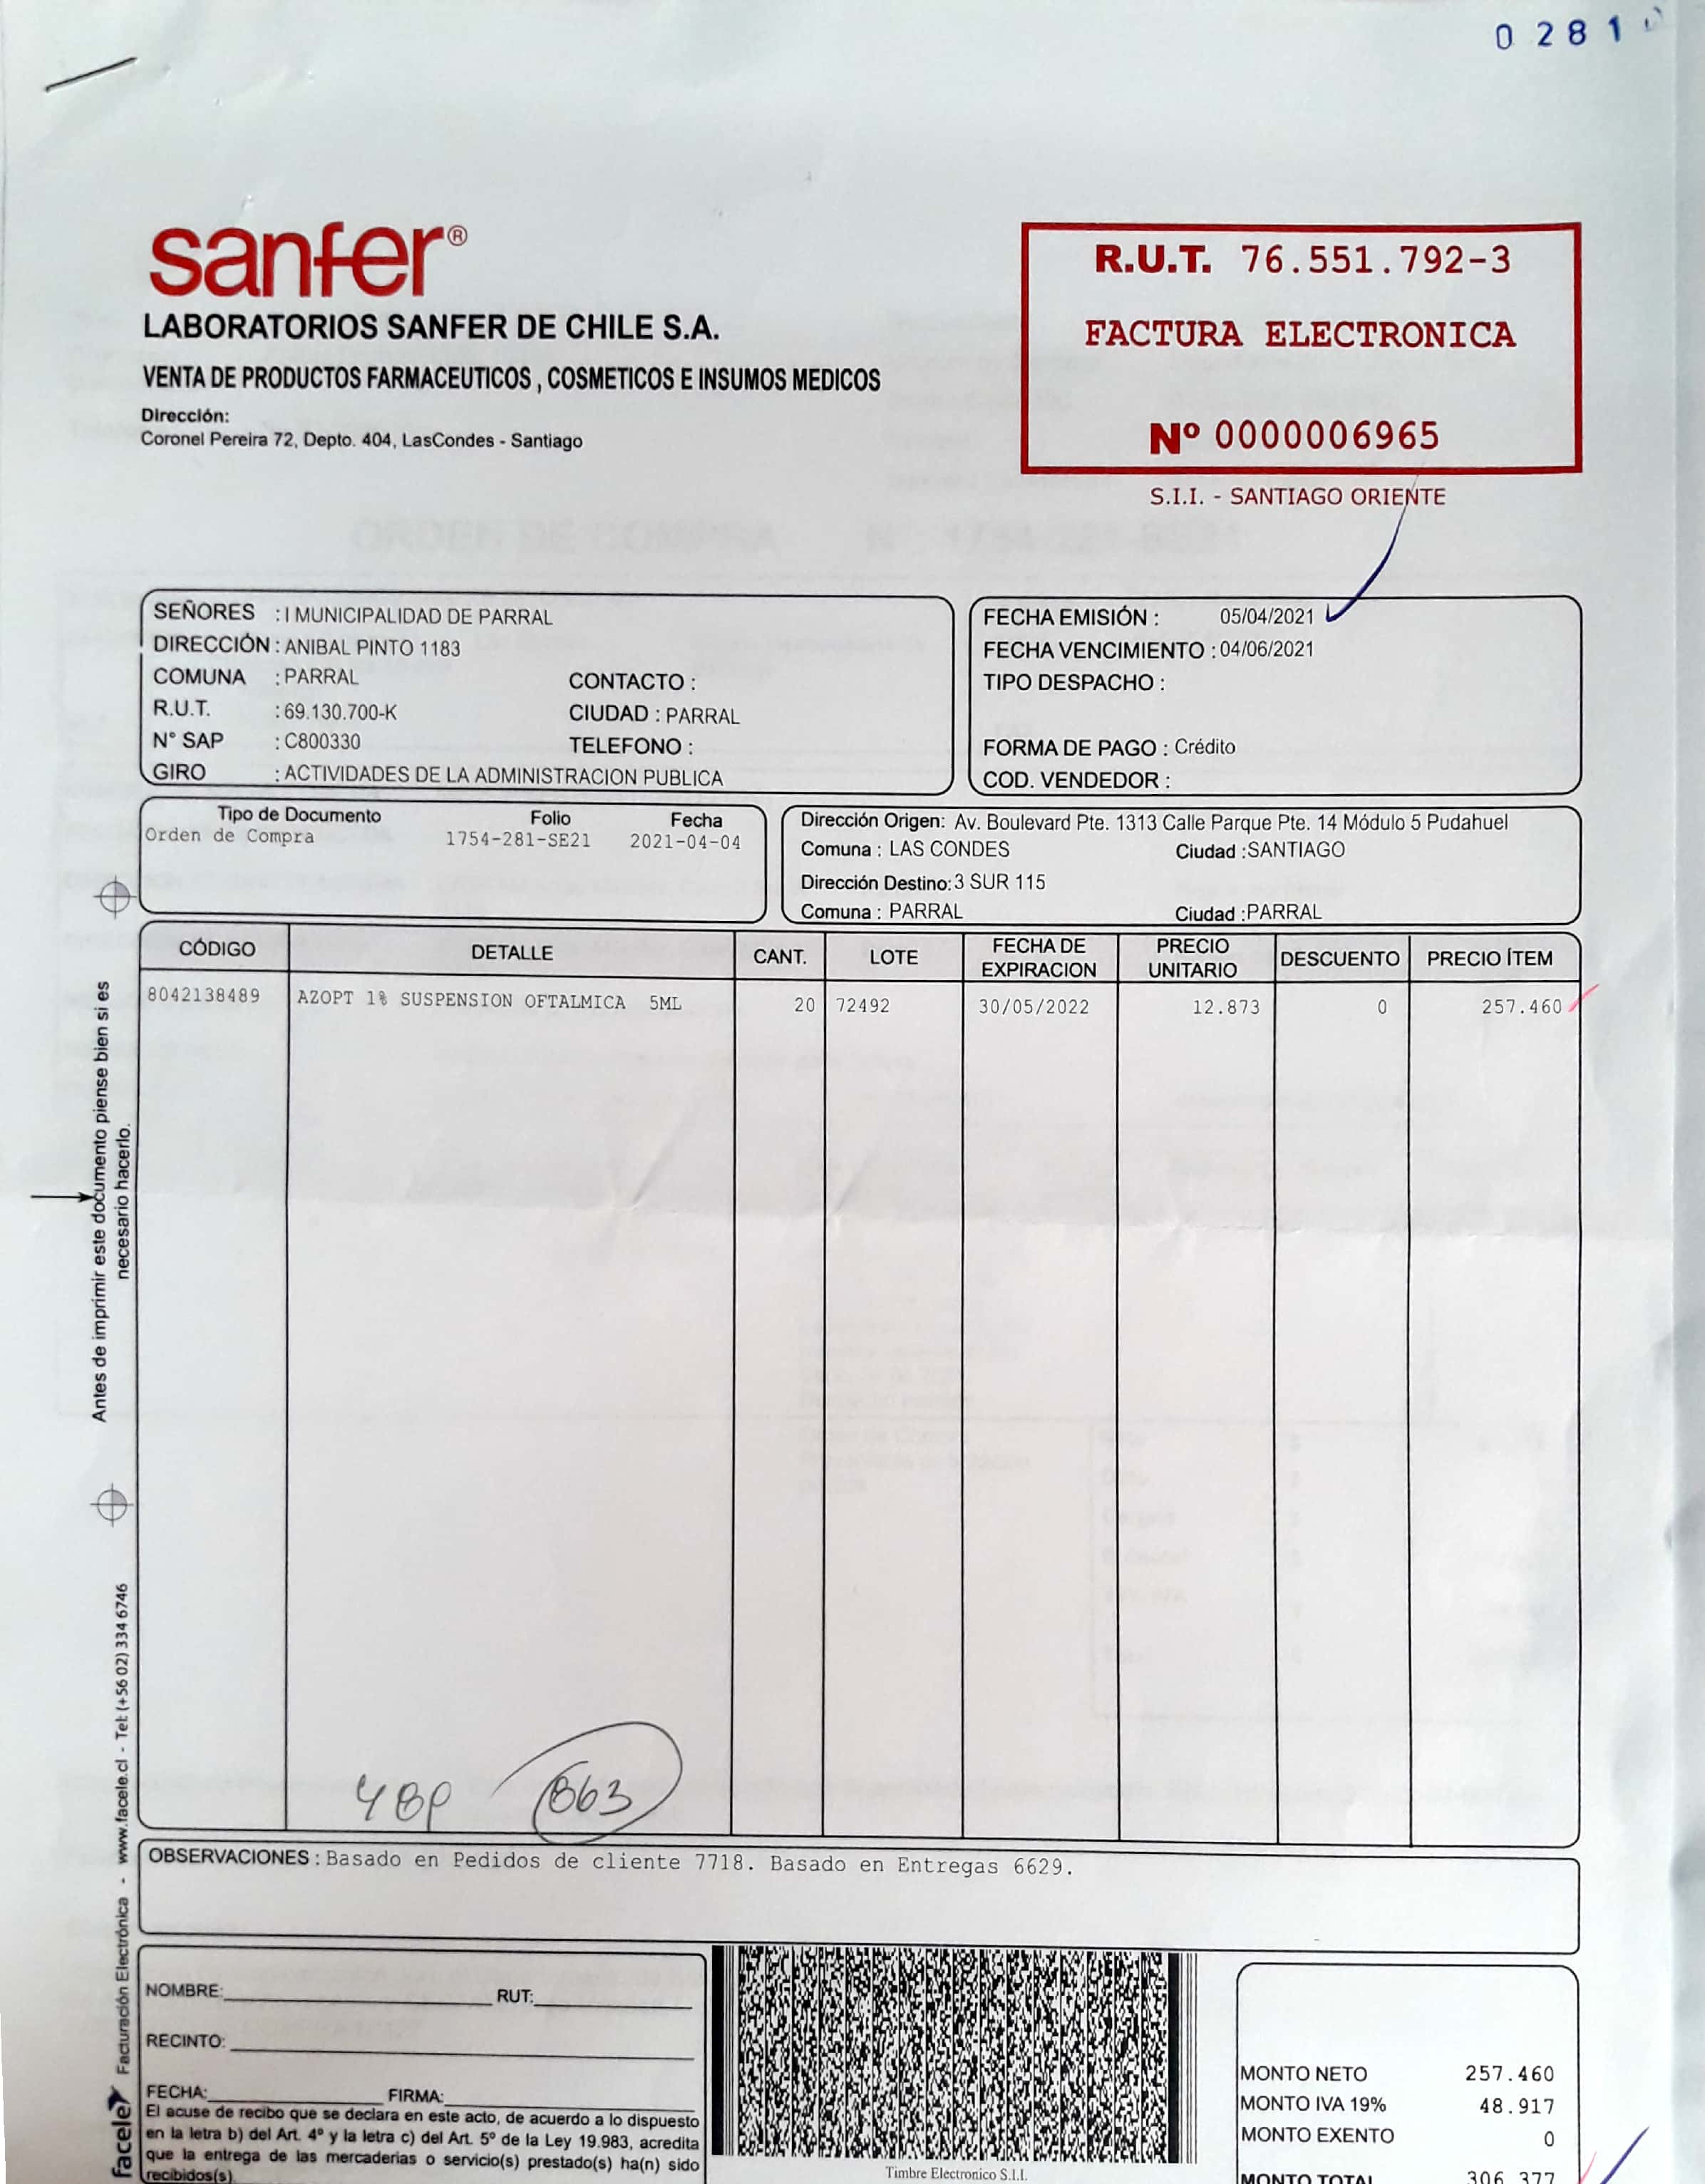 0 2 8 1
sanfer®
LABORATORIOS SANFER DE CHILE S.A.
VENTA DE PRODUCTOS FARMACEUTICOS , COSMETICOS E INSUMOS MEDICOS
Dirección:
Coronel Pereira 72, Depto. 404, LasCondes - Santiago
R.U.T. 76.551.792-3
FACTURA ELECTRONICA
Nº 0000006965
S.I.I. - SANTIAGO ORIENTE
SEÑORES : I MUNICIPALIDAD DE PARRAL
DIRECCIÓN : ANIBAL PINTO 1183
COMUNA : PARRAL CONTACTO :
R.U.T. : 69.130.700-K CIUDAD : PARRAL
N° SAP : C800330 TELEFONO :
GIRO : ACTIVIDADES DE LA ADMINISTRACION PUBLICA
FECHA EMISIÓN : 05/04/2021
FECHA VENCIMIENTO : 04/06/2021
TIPO DESPACHO :
FORMA DE PAGO : Crédito
COD. VENDEDOR :
Tipo de Documento Folio Fecha
Orden de Compra 1754-281-SE21 2021-04-04
Dirección Origen: Av. Boulevard Pte. 1313 Calle Parque Pte. 14 Módulo 5 Pudahuel
Comuna : LAS CONDES Ciudad :SANTIAGO
Dirección Destino: 3 SUR 115
Comuna : PARRAL Ciudad :PARRAL
CÓDIGO DETALLE CANT. LOTE FECHA DE EXPIRACION PRECIO UNITARIO DESCUENTO PRECIO ÍTEM
8042138489 AZOPT 1% SUSPENSION OFTALMICA 5ML 20 72492 30/05/2022 12.873 0 257.460
863
OBSERVACIONES : Basado en Pedidos de cliente 7718. Basado en Entregas 6629.
NOMBRE: RUT:
RECINTO:
FECHA: FIRMA:
El acuse de recibo que se declara en este acto, de acuerdo a lo dispuesto
en la letra b) del Art. 4º y la letra c) del Art. 5º de la Ley 19.983, acredita
que la entrega de las mercaderias o servicio(s) prestado(s) ha(n) sido
recibidos(s)
Timbre Electronico S.I.I.
MONTO NETO 257.460
MONTO IVA 19% 48.917
MONTO EXENTO 0
MONTO TOTAL 306.377
Antes de imprimir este documento piense bien si es
necesario hacerlo.
facele Facturación Electrónica - www.facele.cl - Tel: (+56 02) 334 6746